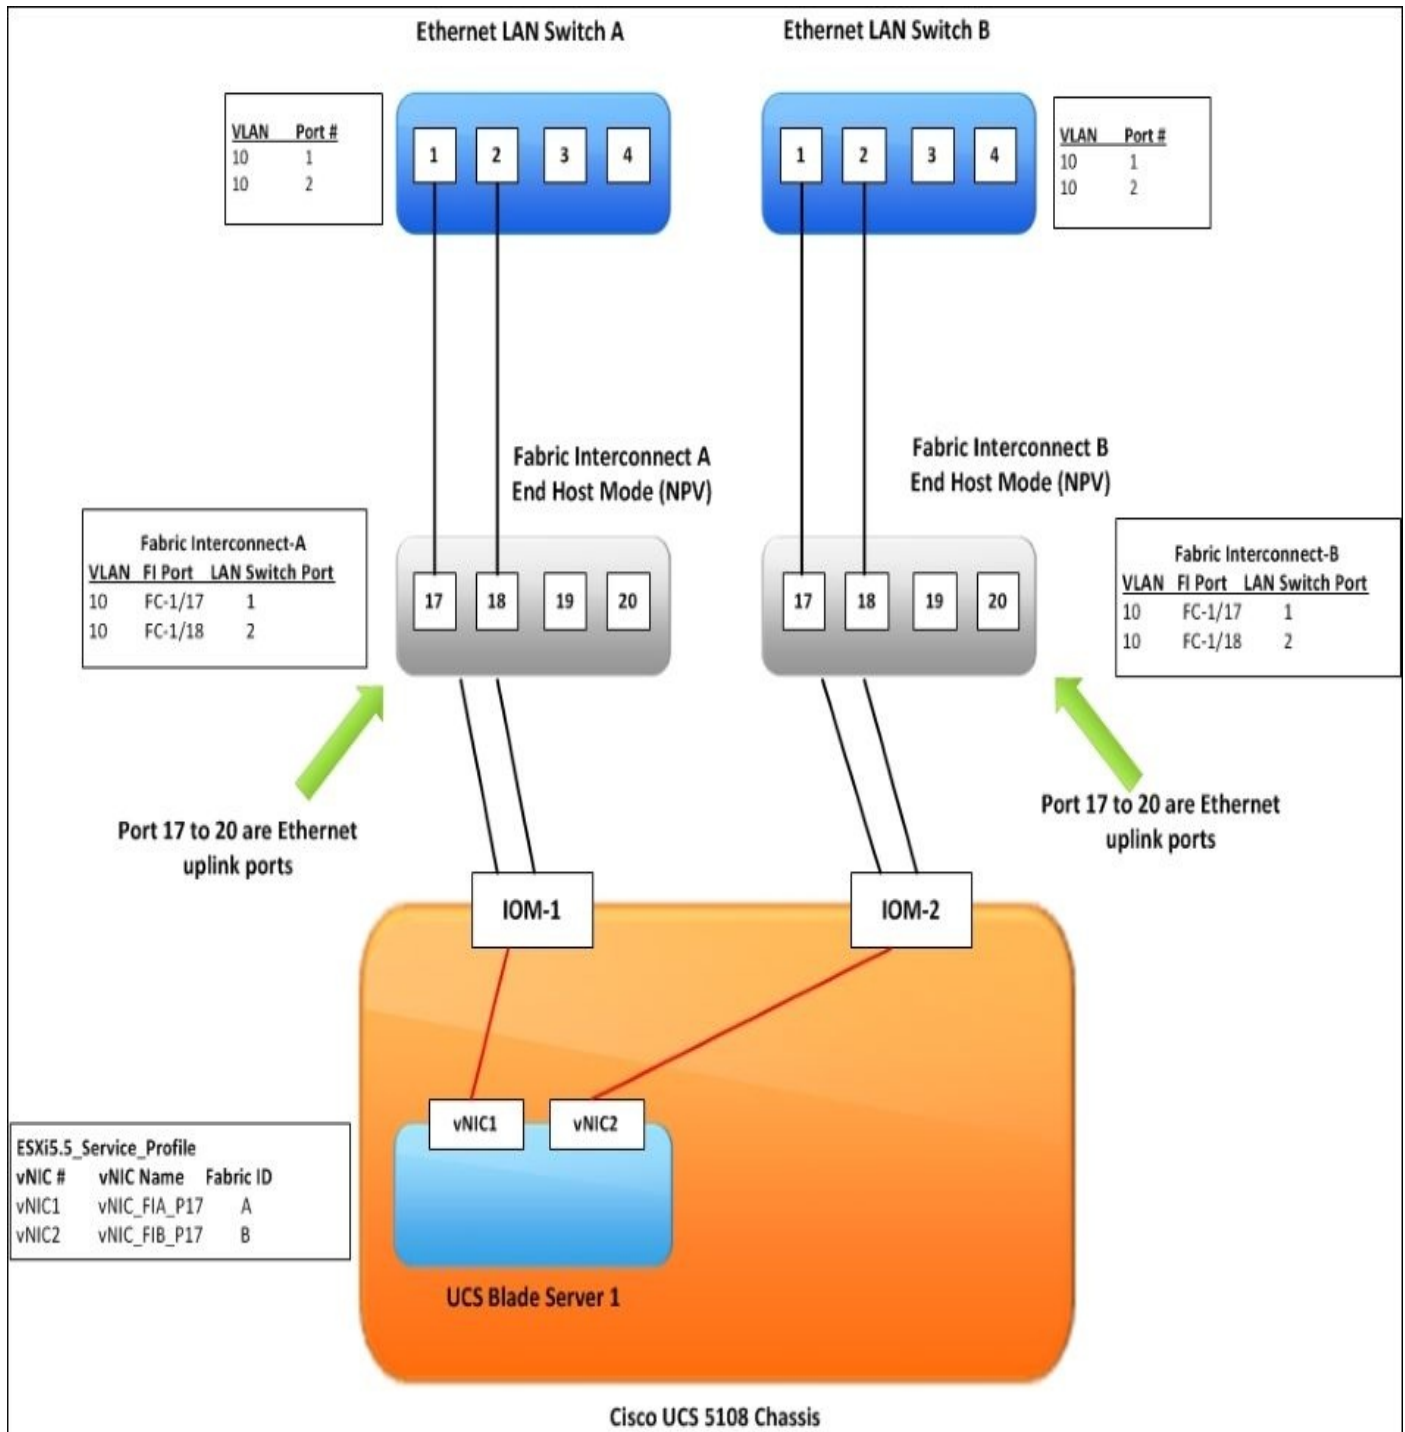 Ethernet LAN Switch A
Ethernet LAN Switch B
VLAN Port #
10 1
10 2
1 2 3 4
1 2 3 4
VLAN Port #
10 1
10 2
Fabric Interconnect A
End Host Mode (NPV)
Fabric Interconnect B
End Host Mode (NPV)
Fabric Interconnect-A
VLAN FI Port LAN Switch Port
10 FC-1/17 1
10 FC-1/18 2
17 18 19 20
17 18 19 20
Fabric Interconnect-B
VLAN FI Port LAN Switch Port
10 FC-1/17 1
10 FC-1/18 2
Port 17 to 20 are Ethernet
uplink ports
Port 17 to 20 are Ethernet
uplink ports
IOM-1
IOM-2
vNIC1
vNIC2
ESXi5.5_Service_Profile
vNIC # vNIC Name Fabric ID
vNIC1 vNIC_FIA_P17 A
vNIC2 vNIC_FIB_P17 B
UCS Blade Server 1
Cisco UCS 5108 Chassis